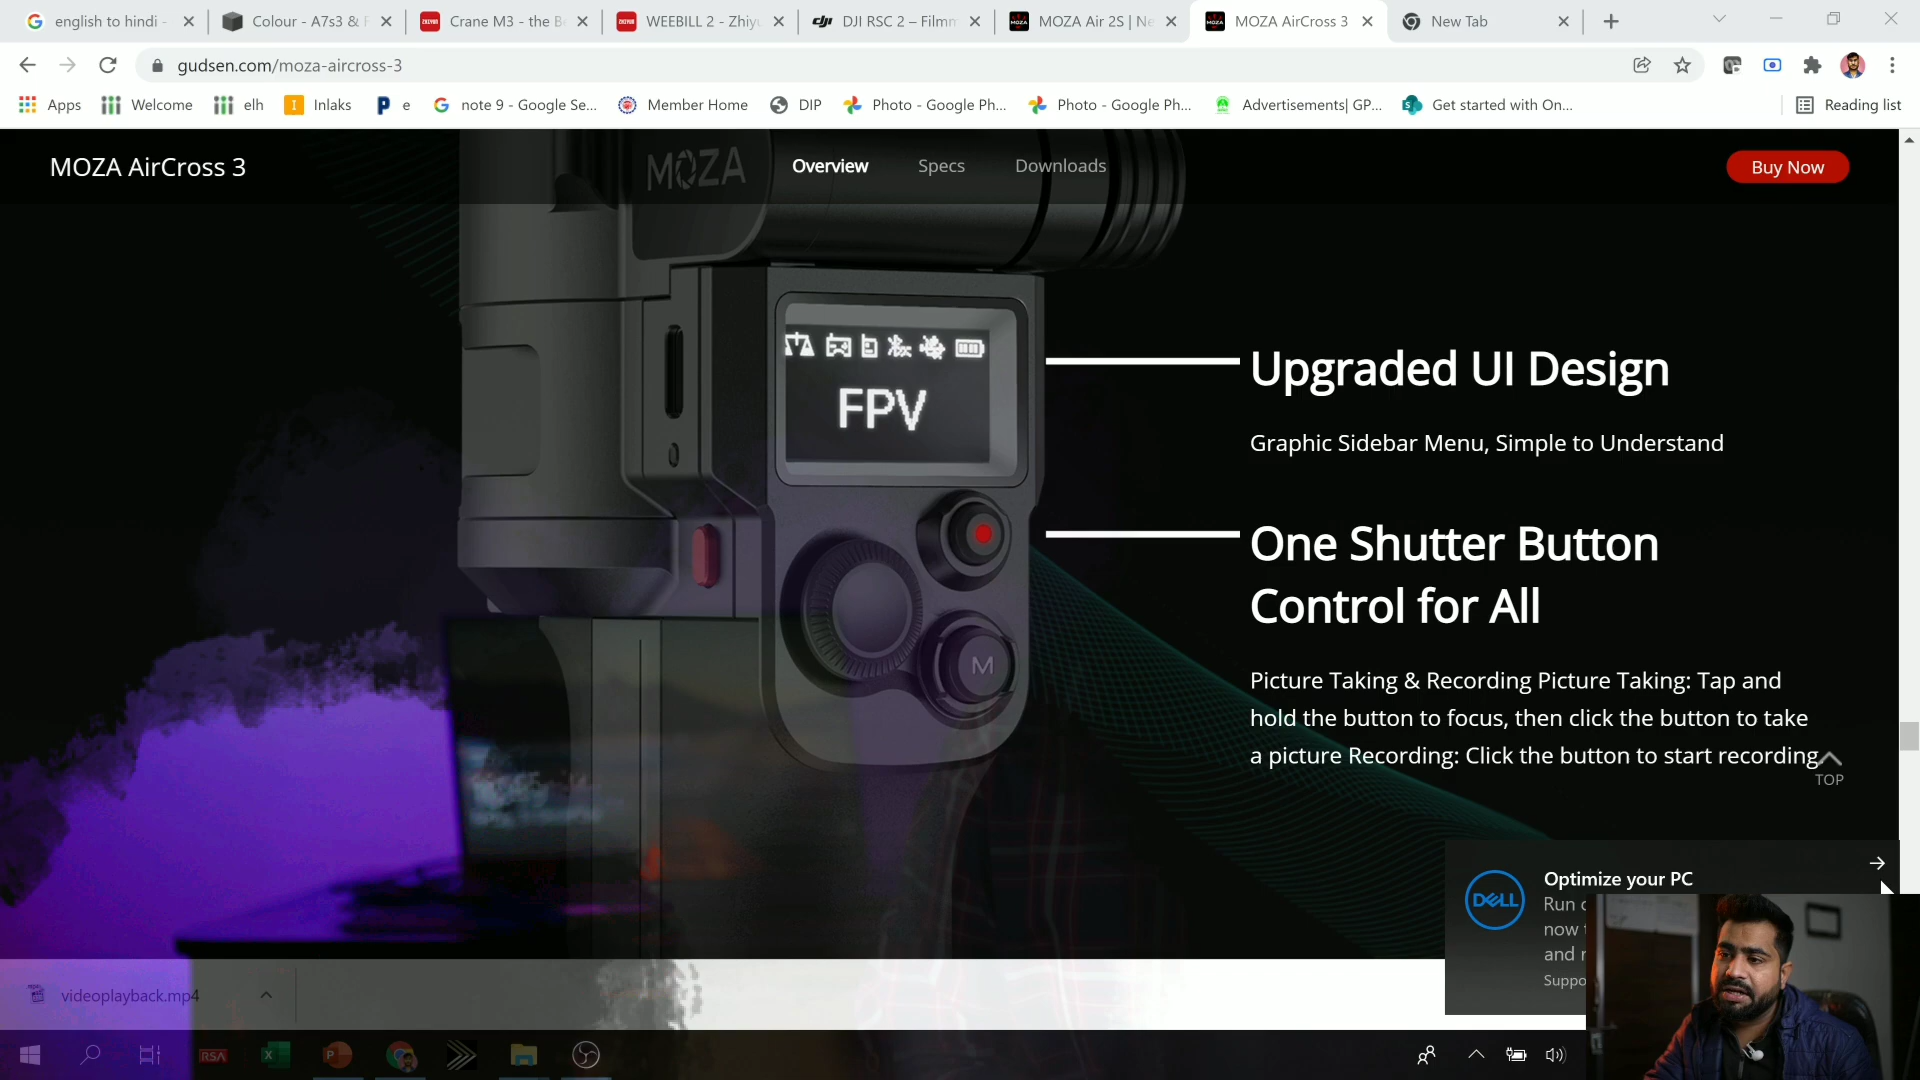 english to hindi -
Colour - A7s3 & F
Crane M3 - the Be
WEEBILL 2 - Zhiyu
DJI RSC 2 – Filmm
MOZA Air 2S | Ne
MOZA AirCross 3
New Tab
gudsen.com/moza-aircross-3
Apps
Welcome
elh
Inlaks
e
note 9 - Google Se...
Member Home
DIP
Photo - Google Ph...
Photo - Google Ph...
Advertisements| GP...
Get started with On...
Reading list
MOZA AirCross 3
MOZA
Overview
Specs
Downloads
Buy Now
FPV
Upgraded UI Design
Graphic Sidebar Menu, Simple to Understand
M
One Shutter Button
Control for All
Picture Taking & Recording Picture Taking: Tap and
hold the button to focus, then click the button to take
a picture Recording: Click the button to start recording
TOP
DELL
Optimize your PC
Run
now
and
Suppo
videoplayback.mp4
RSA